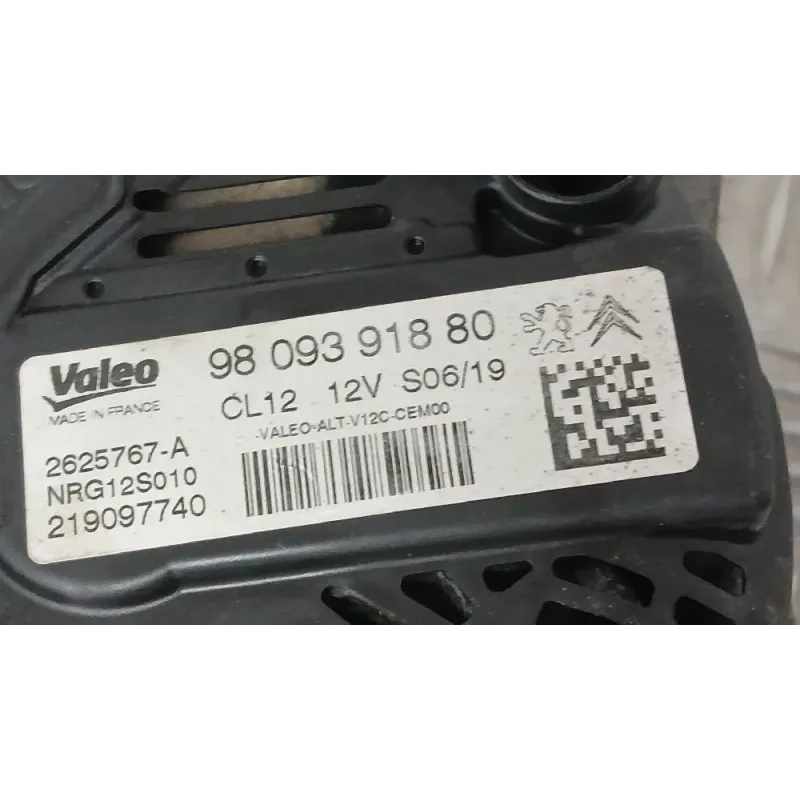 Valeo
MADE IN FRANCE
98 093 918 80
CL12 12V S06/19
VALEO-ALT-V12C-CEM00
2625767-A
NRG12S010
219097740